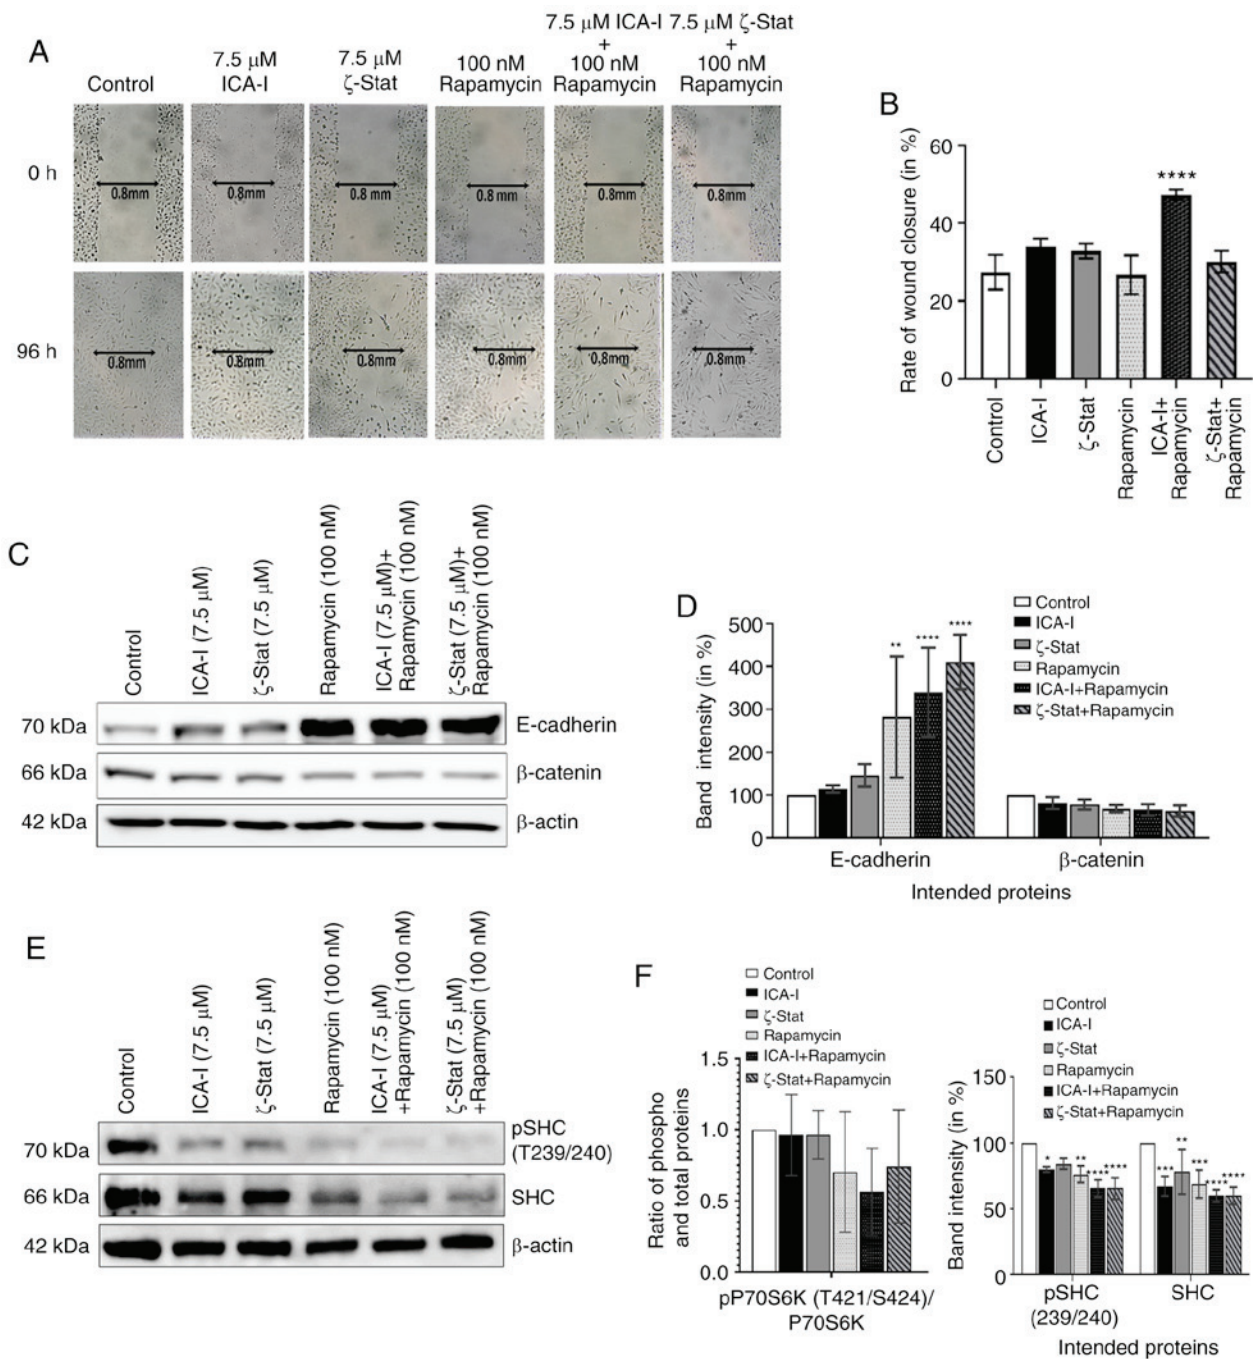 A
Control
7.5 μM
ICA-I
7.5 μM
ζ-Stat
100 nM
Rapamycin
7.5 μM ICA-I
+
100 nM
Rapamycin
7.5 μM ζ-Stat
+
100 nM
Rapamycin
0 h
0.8mm
0.8mm
0.8 mm
0.8 mm
0.8mm
0.8mm
96 h
0.8mm
0.8mm
0.8mm
0.8mm
0.8mm
0.8mm
B
Rate of wound closure (in %)
60
40
20
0
****
Control
ICA-I
ζ-Stat
Rapamycin
ICA-I+
Rapamycin
ζ-Stat+
Rapamycin
C
Control
ICA-I (7.5 μM)
ζ-Stat (7.5 μM)
Rapamycin (100 nM)
ICA-I (7.5 μM)+
Rapamycin (100 nM)
ζ-Stat (7.5 μM)+
Rapamycin (100 nM)
70 kDa
E-cadherin
66 kDa
β-catenin
42 kDa
β-actin
D
Control
ICA-I
ζ-Stat
Rapamycin
ICA-I+Rapamycin
ζ-Stat+Rapamycin
Band intensity (in %)
500
400
300
200
100
0
**
****
****
E-cadherin
β-catenin
Intended proteins
E
Control
ICA-I (7.5 μM)
ζ-Stat (7.5 μM)
Rapamycin (100 nM)
ICA-I (7.5 μM)
+Rapamycin (100 nM)
ζ-Stat (7.5 μM)
+Rapamycin (100 nM)
70 kDa
pSHC
(T239/240)
66 kDa
SHC
42 kDa
β-actin
F
Control
ICA-I
ζ-Stat
Rapamycin
ICA-I+Rapamycin
ζ-Stat+Rapamycin
Ratio of phospho
and total proteins
1.5
1.0
0.5
0.0
pP70S6K (T421/S424)/
P70S6K
Control
ICA-I
ζ-Stat
Rapamycin
ICA-I+Rapamycin
ζ-Stat+Rapamycin
Band intensity (in %)
150
100
50
0
*
**
****
****
***
**
***
****
****
pSHC
(239/240)
SHC
Intended proteins